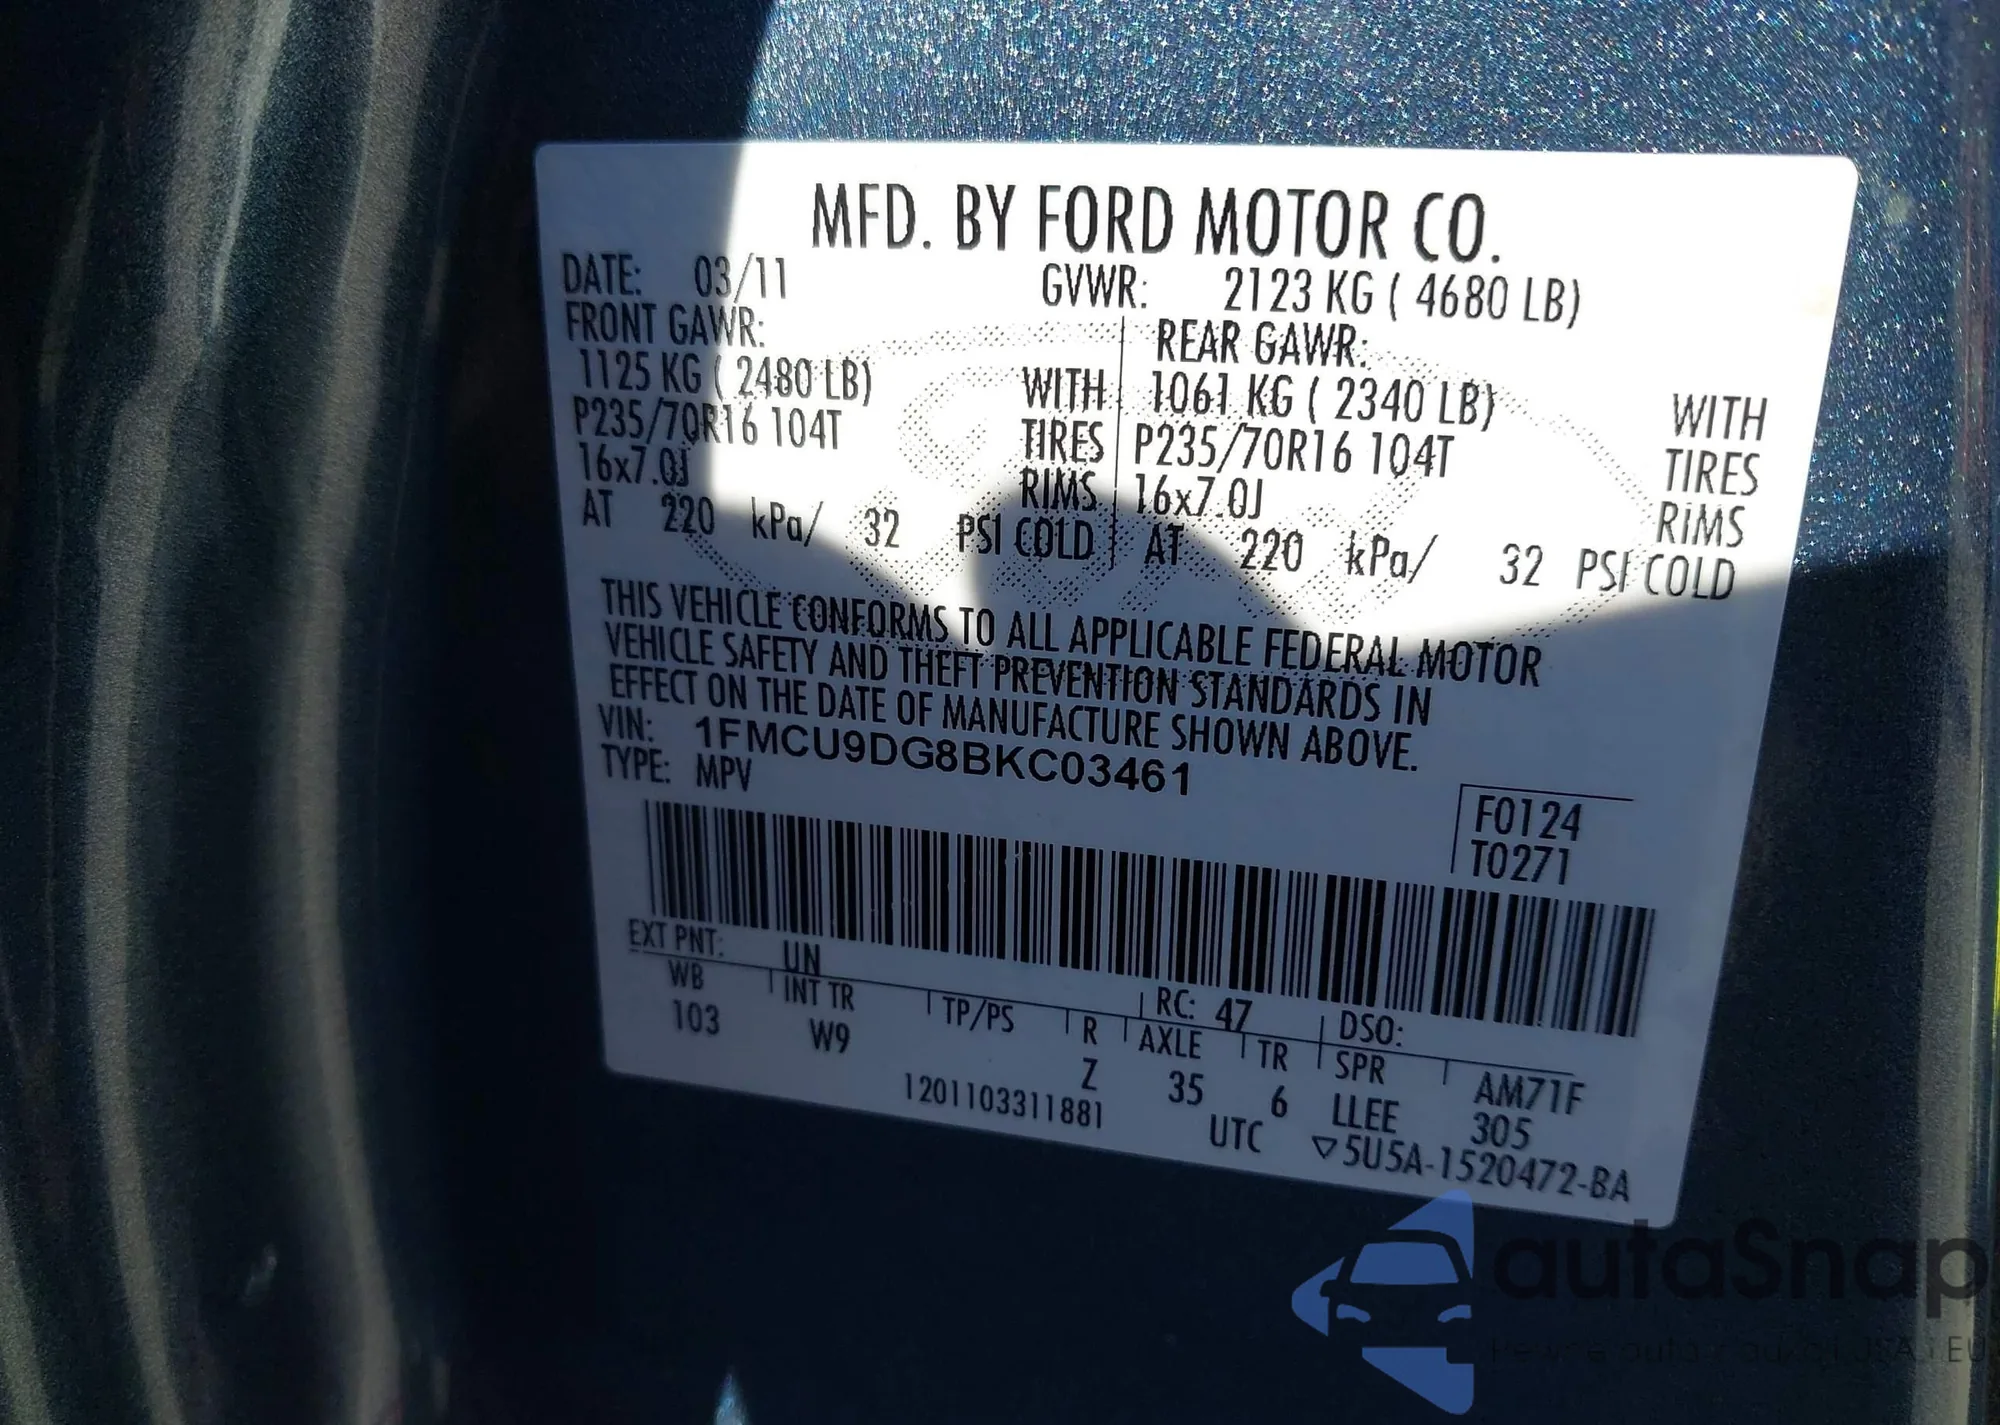 MFD. BY FORD MOTOR CO.
DATE: 03/11 GVWR: 2123 KG ( 4680 LB)
FRONT GAWR: REAR GAWR:
1125 KG ( 2480 LB) WITH 1061 KG ( 2340 LB) WITH
P235/70R16 104T TIRES P235/70R16 104T TIRES
16x7.0J RIMS 16x7.0J RIMS
AT 220 kPa/ 32 PSI COLD AT 220 kPa/ 32 PSI COLD
THIS VEHICLE CONFORMS TO ALL APPLICABLE FEDERAL MOTOR
VEHICLE SAFETY AND THEFT PREVENTION STANDARDS IN
EFFECT ON THE DATE OF MANUFACTURE SHOWN ABOVE.
VIN: 1FMCU9DG8BKC03461
TYPE: MPV
F0124
T0271
EXT PNT: UN RC: 47 DSO:
WB INT TR TP/PS R AXLE TR SPR AM71F
103 W9 Z 35 6 LLEE 305
1201103311881 UTC ▽5U5A-1520472-BA
autaSnap